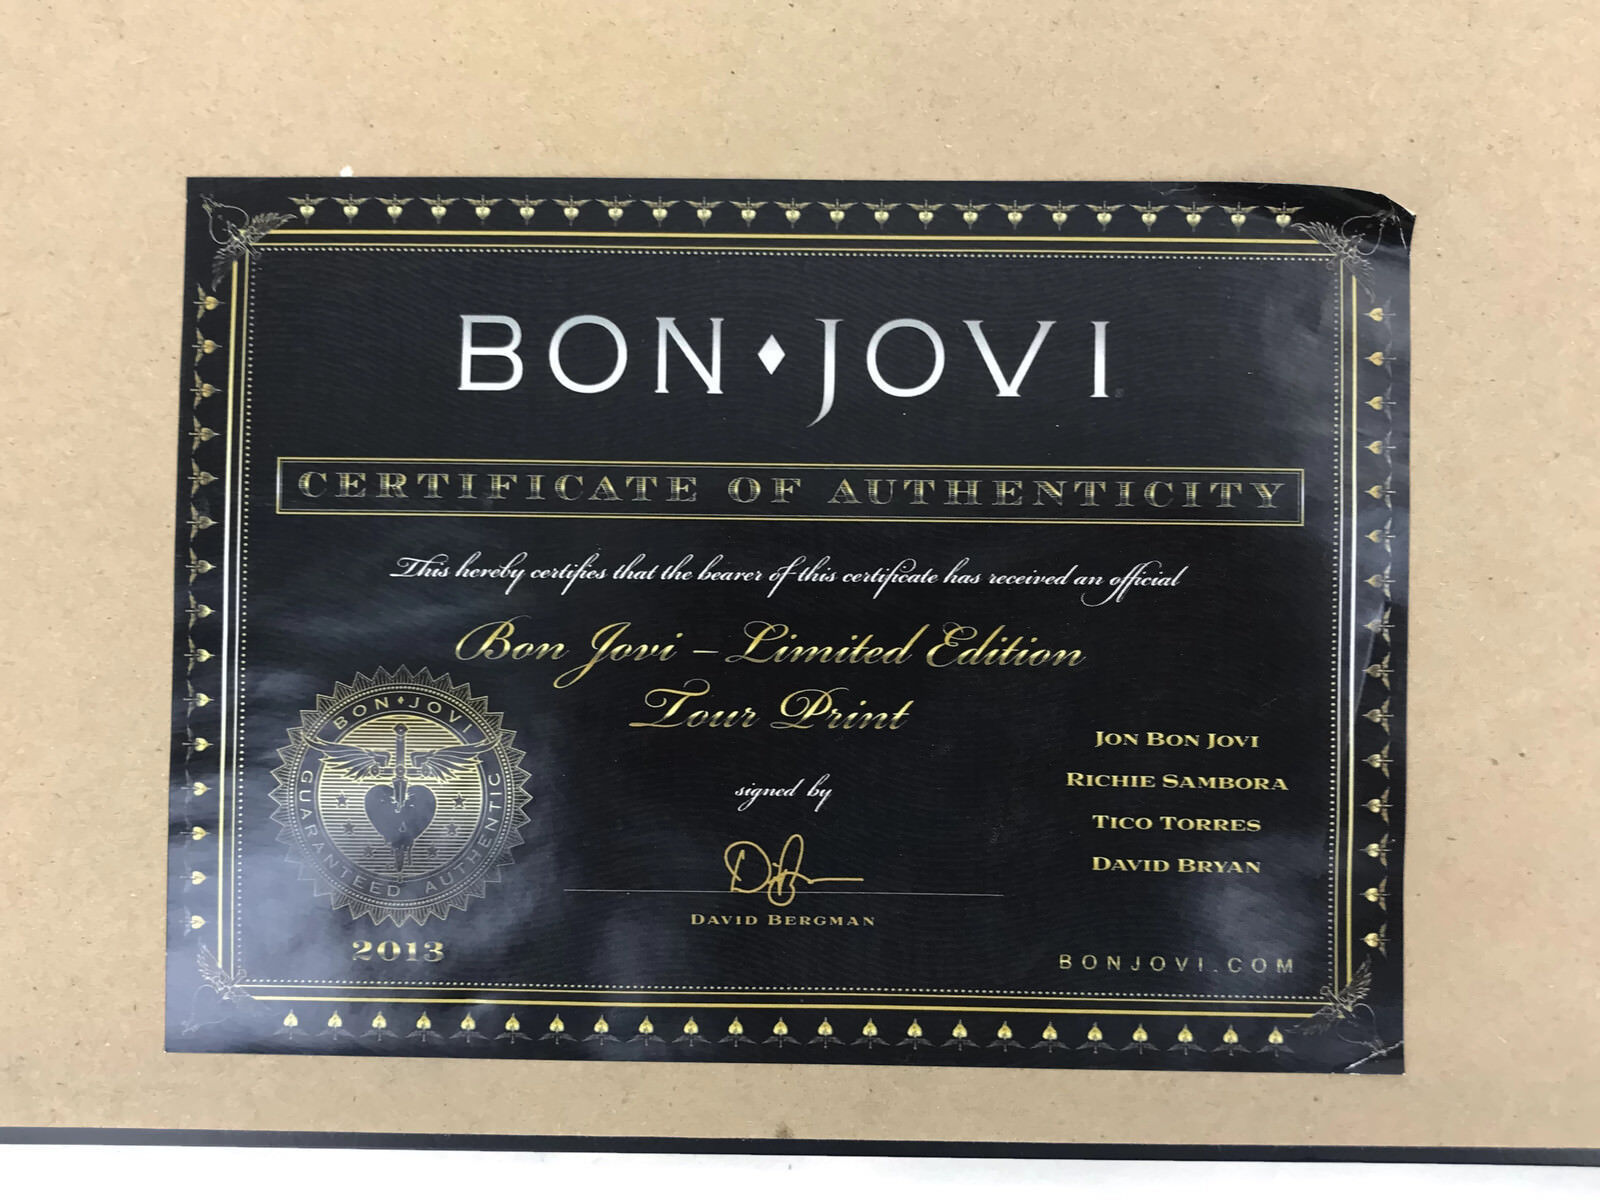 BON♦JOVI
CERTIFICATE OF AUTHENTICITY
This hereby certifies that the bearer of this certificate has received an official
Bon Jovi – Limited Edition
Tour Print
signed by
DAVID BERGMAN
BON♦JOVI
GUARANTEED AUTHENTIC
2013
JON BON JOVI
RICHIE SAMBORA
TICO TORRES
DAVID BRYAN
BONJOVI.COM